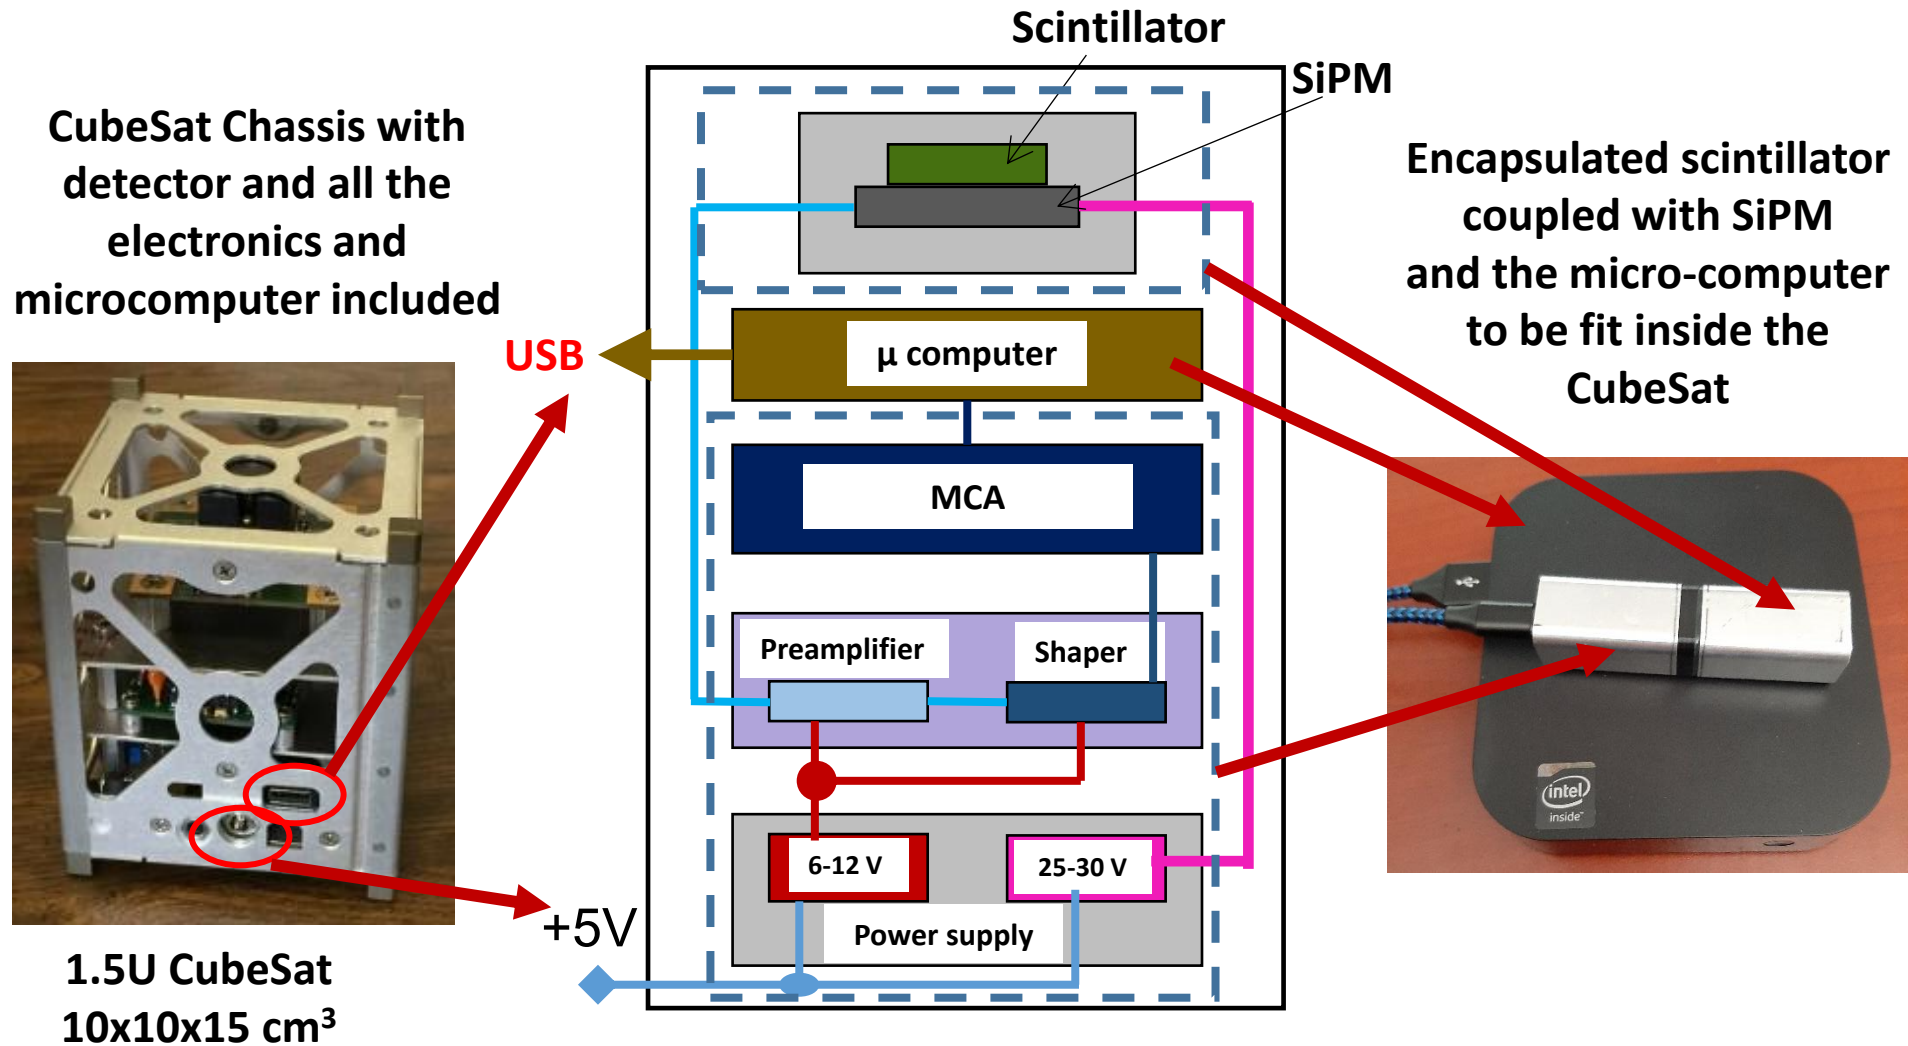 Scintillator
SiPM
CubeSat Chassis with
detector and all the
electronics and
microcomputer included
Encapsulated scintillator
coupled with SiPM
and the micro-computer
to be fit inside the
CubeSat
USB
µ computer
MCA
Preamplifier
Shaper
6-12 V
25-30 V
Power supply
+5V
1.5U CubeSat
10x10x15 cm³
intel
inside™